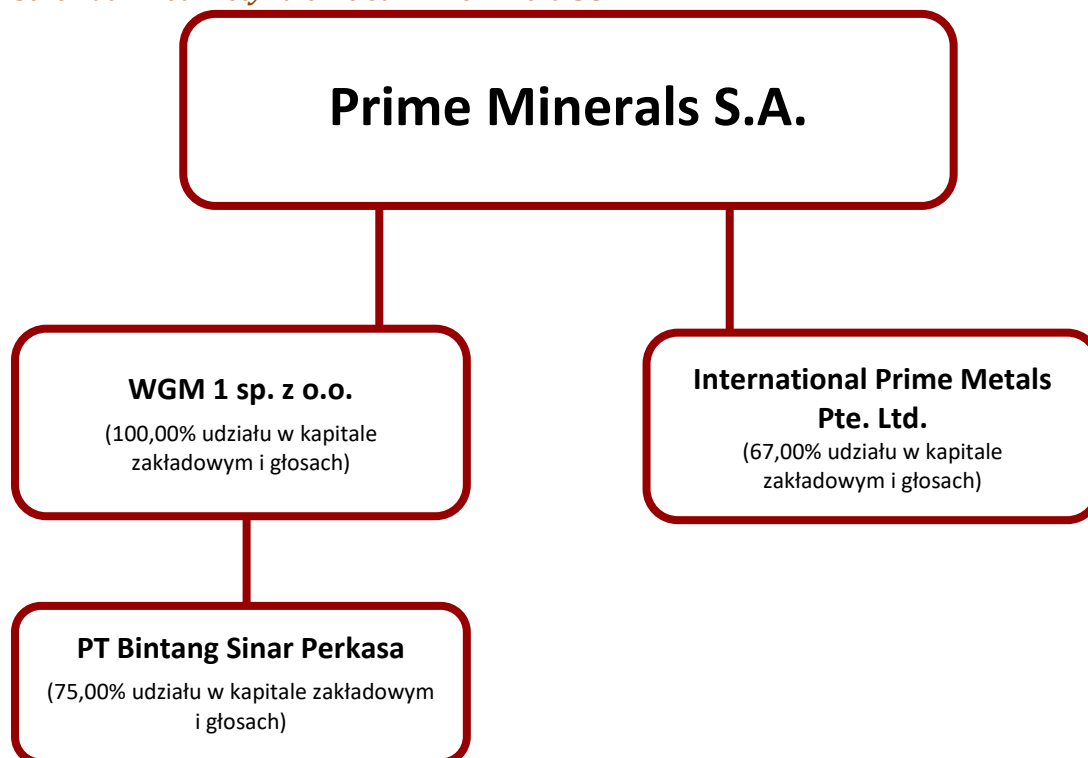 Prime Minerals S.A.
WGM 1 sp. z o.o.
(100,00% udziału w kapitale
zakładowym i głosach)
International Prime Metals
Pte. Ltd.
(67,00% udziału w kapitale
zakładowym i głosach)
PT Bintang Sinar Perkasa
(75,00% udziału w kapitale zakładowym
i głosach)